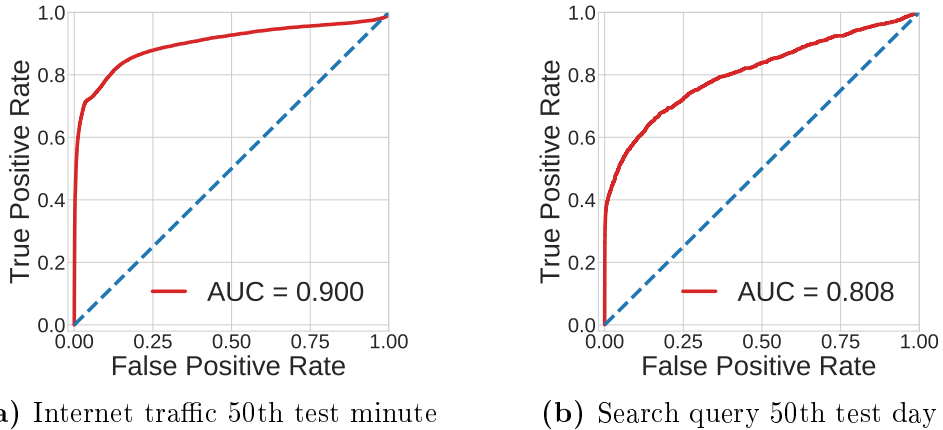 1.0
0.8
0.6
0.4
0.2
0.0
True Positive Rate
AUC = 0.900
0.00 0.25 0.50 0.75 1.00
False Positive Rate
a) Internet traffic 50th test minute
1.0
0.8
0.6
0.4
0.2
0.0
True Positive Rate
AUC = 0.808
0.00 0.25 0.50 0.75 1.00
False Positive Rate
(b) Search query 50th test day